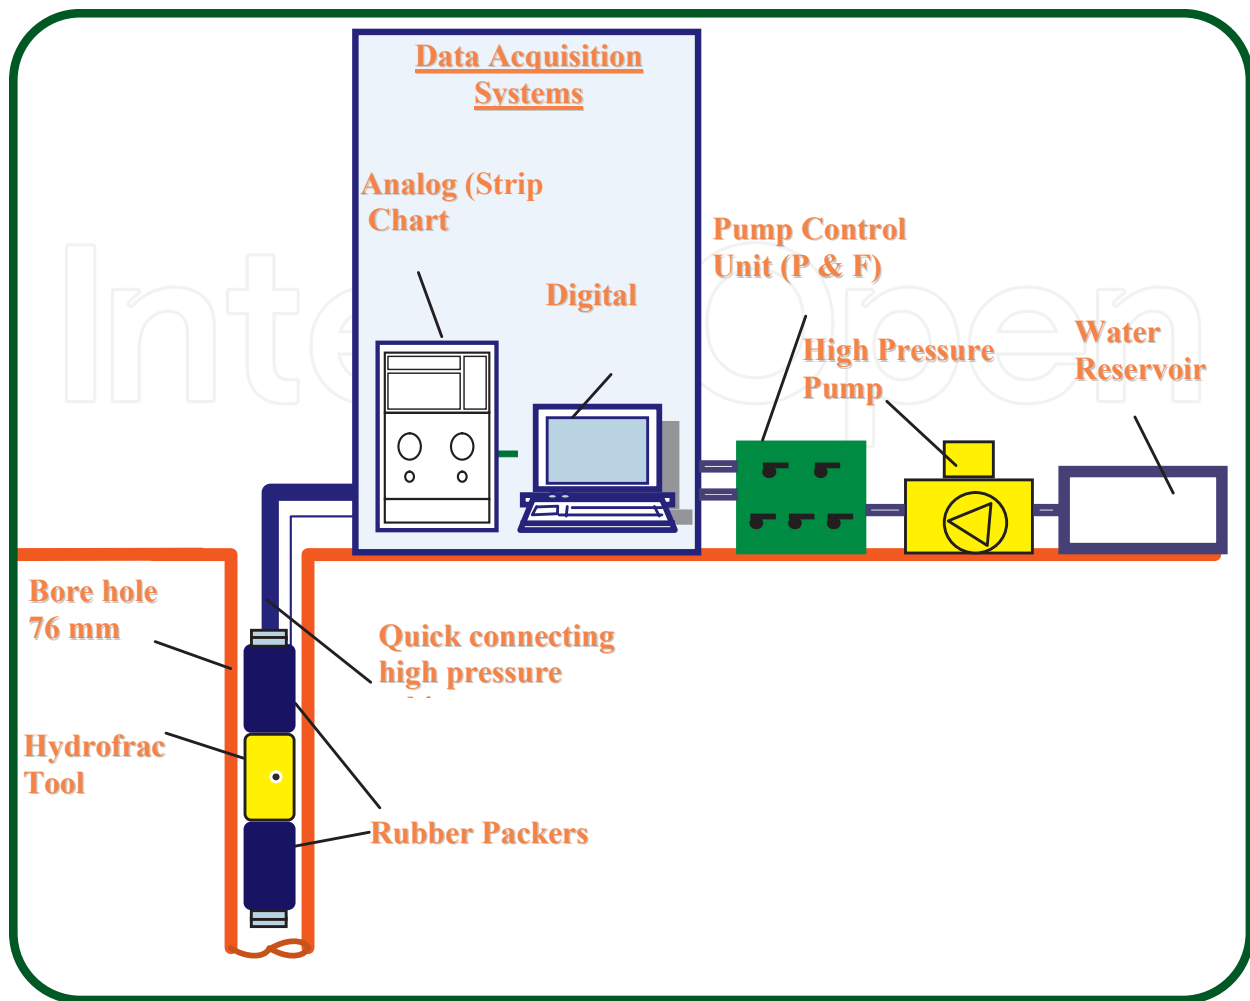 Data Acquisition
Systems
Analog (Strip
Chart
Digital
Pump Control
Unit (P & F)
High Pressure
Pump
Water
Reservoir
Bore hole
76 mm
Quick connecting
high pressure
Hydrofrac
Tool
Rubber Packers